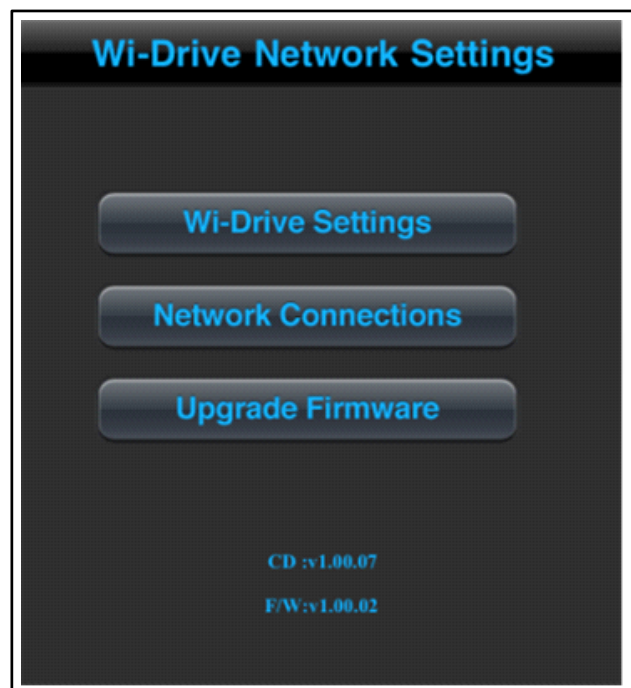 Wi-Drive Network Settings
Wi-Drive Settings
Network Connections
Upgrade Firmware
CD :v1.00.07
F/W:v1.00.02